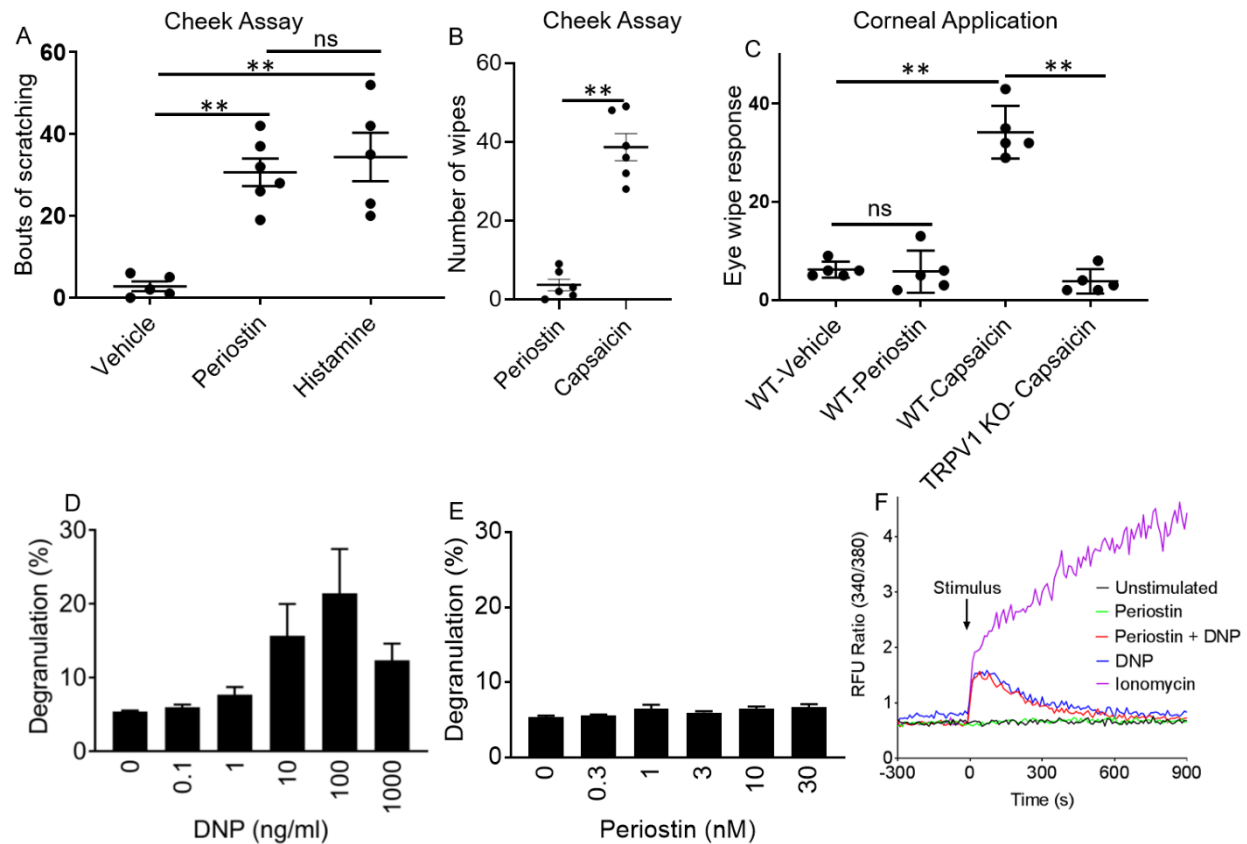 A
Cheek Assay
Bouts of scratching
60
40
20
0
ns
**
**
Vehicle
Periostin
Histamine
B
Cheek Assay
Number of wipes
60
40
20
0
**
Periostin
Capsaicin
C
Corneal Application
Eye wipe response
40
20
0
**
**
ns
WT-Vehicle
WT-Periostin
WT-Capsaicin
TRPV1 KO- Capsaicin
D
Degranulation (%)
30
20
10
0
0
0.1
1
10
100
1000
DNP (ng/ml)
E
Degranulation (%)
30
20
10
0
0
0.3
1
3
10
30
Periostin (nM)
F
RFU Ratio (340/380)
4
3
2
1
0
Stimulus
Unstimulated
Periostin
Periostin + DNP
DNP
Ionomycin
-300
0
300
600
900
Time (s)